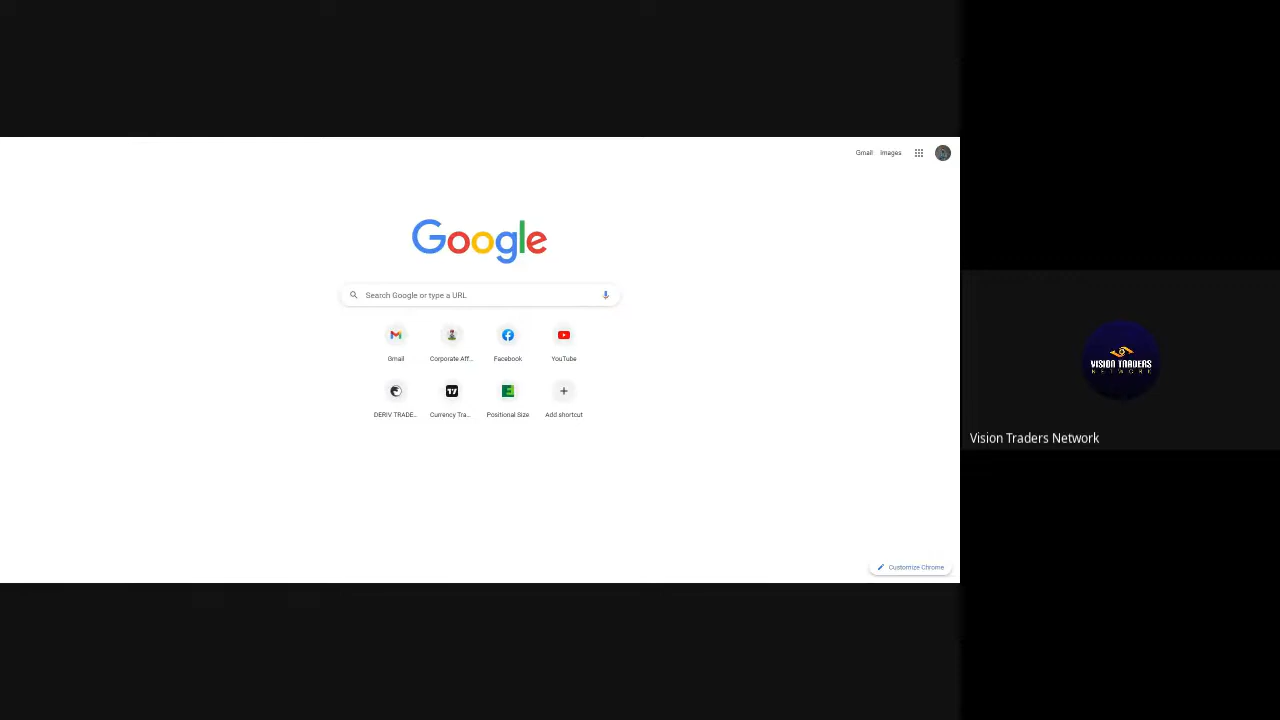 Gmail Images
Google
Search Google or type a URL
Gmail Corporate Aff... Facebook YouTube
DERIV TRADE... Currency Tra... Positional Size Add shortcut
Customize Chrome
VISION TRADERS
NETWORK
Vision Traders Network